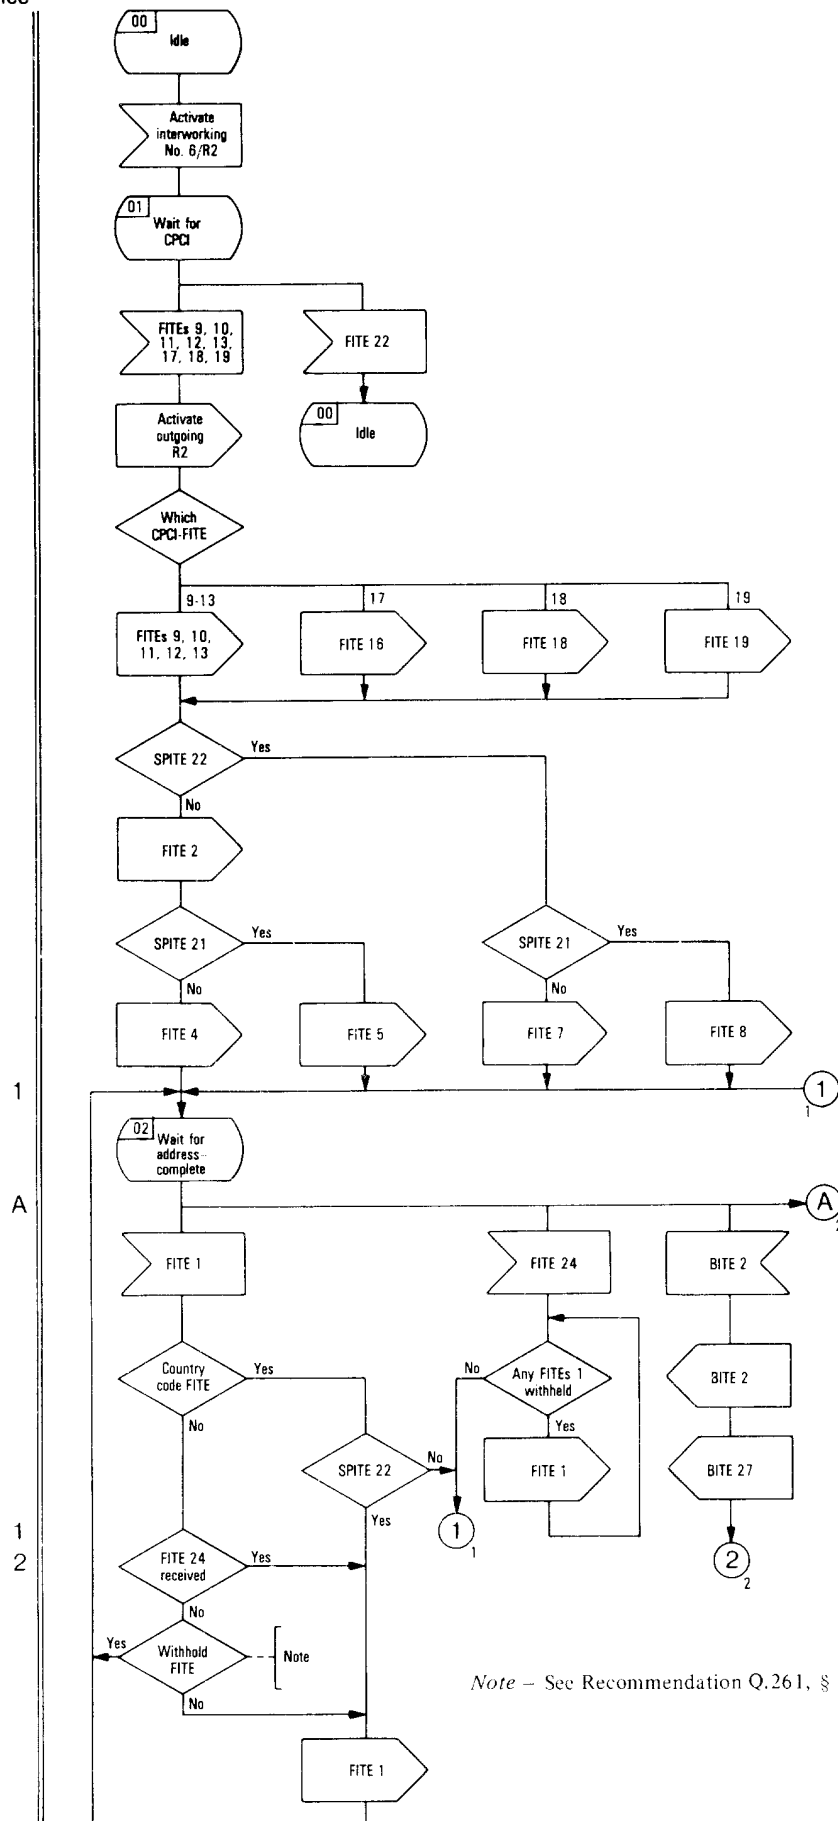 00
Idle
Activate
interworking
No. 6/R2
01
Wait for
CPCI
FITEs 9, 10,
11, 12, 13,
17, 18, 19
FITE 22
Activate
outgoing
R2
00
Idle
Which
CPCI-FITE
9-13
17
18
19
FITEs 9, 10,
11, 12, 13
FITE 16
FITE 18
FITE 19
SPITE 22
Yes
No
FITE 2
SPITE 21
Yes
No
SPITE 21
Yes
No
FITE 4
FITE 5
FITE 7
FITE 8
1
1
1
02
Wait for
address-
complete
A
A
2
FITE 1
FITE 24
BITE 2
Country
code FITE
Yes
No
No
Any FITEs 1
withheld
Yes
BITE 2
SPITE 22
No
Yes
FITE 1
BITE 27
1
1
1
2
2
2
FITE 24
received
Yes
No
Yes
Withhold
FITE
Note
No
Note – See Recommendation Q.261, §
FITE 1